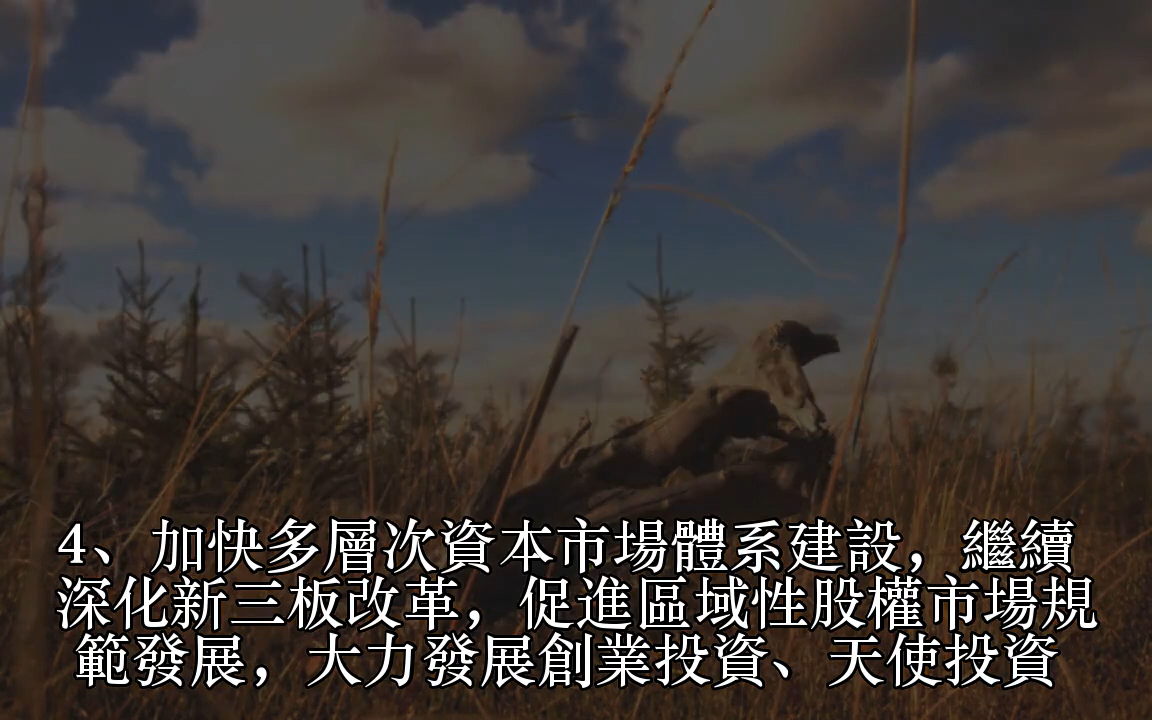 4、加快多層次資本市場體系建設，繼續
深化新三板改革，促進區域性股權市場規
範發展，大力發展創業投資、天使投資